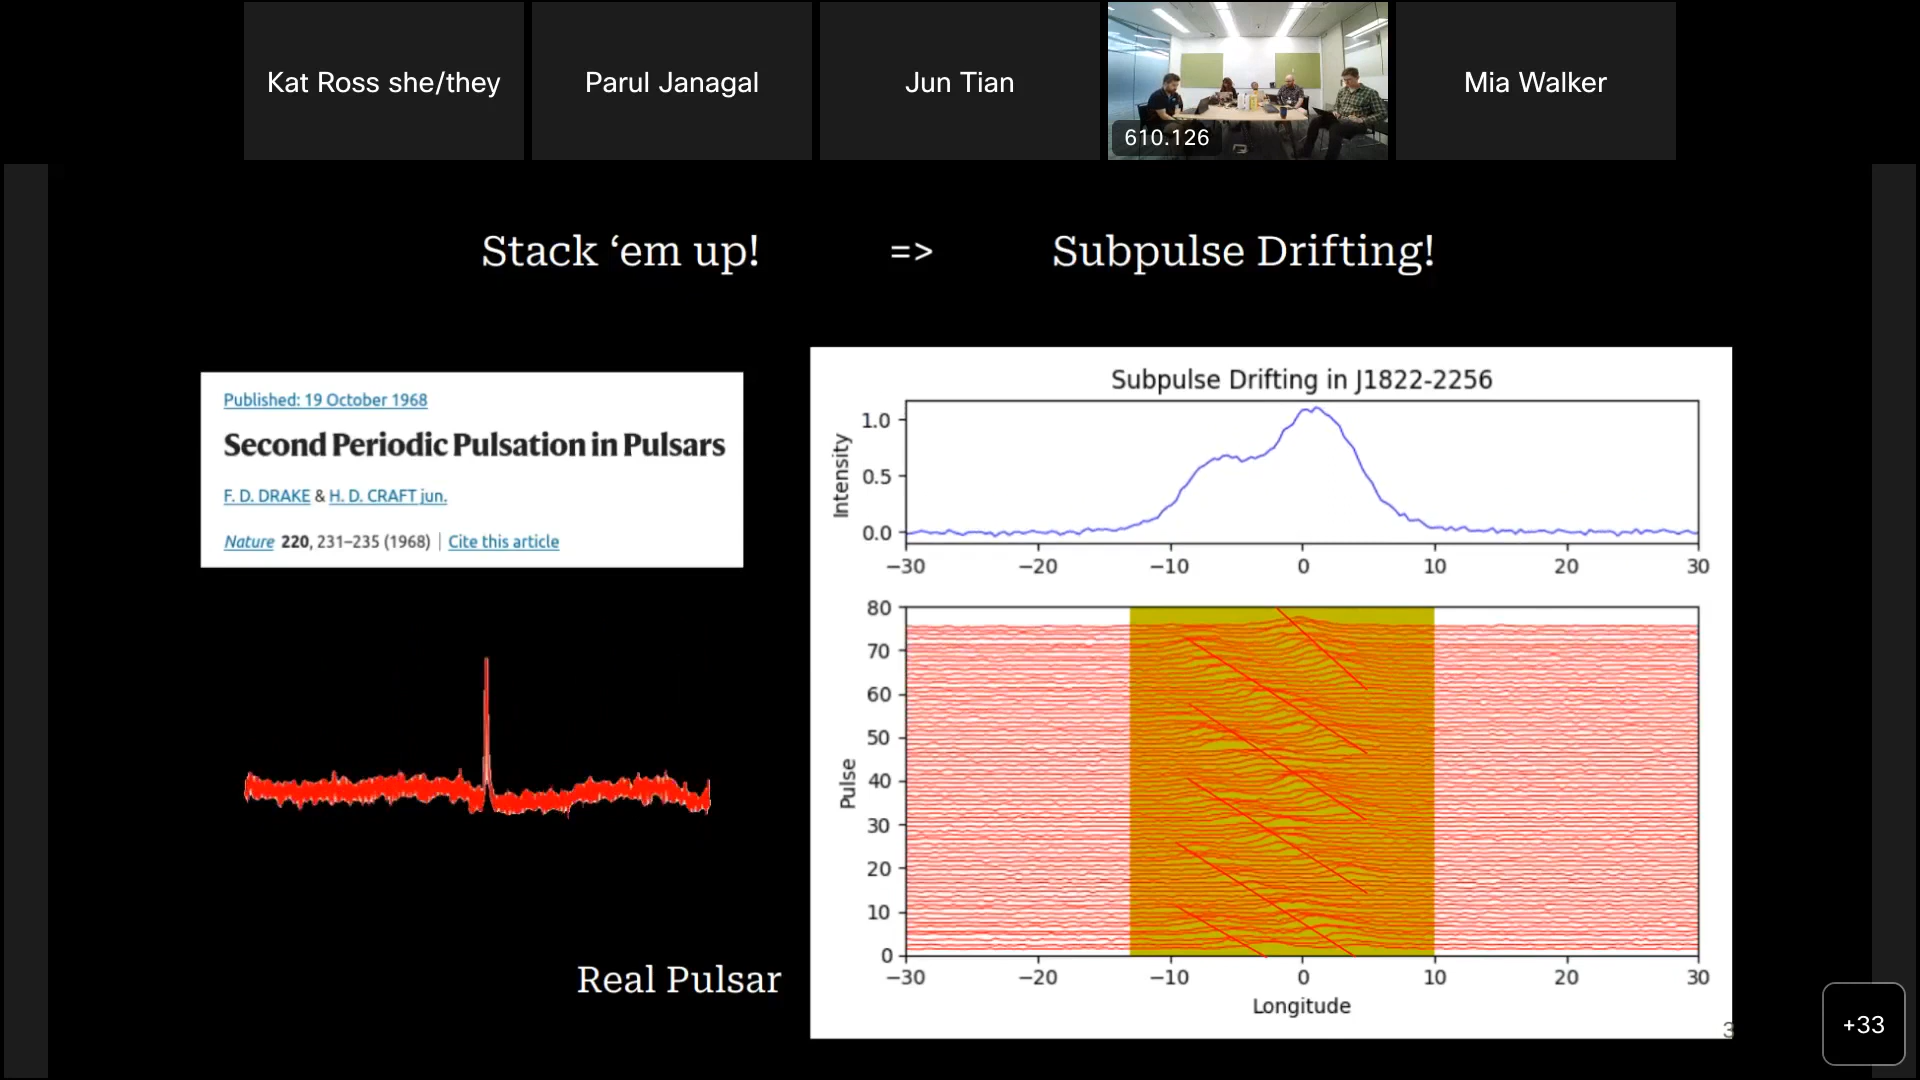 Kat Ross she/they
Parul Janagal
Jun Tian
610.126
Mia Walker
Stack ‘em up! => Subpulse Drifting!
Published: 19 October 1968
Second Periodic Pulsation in Pulsars
F. D. DRAKE & H. D. CRAFT jun.
Nature 220, 231–235 (1968) | Cite this article
Real Pulsar
Subpulse Drifting in J1822-2256
Intensity
1.0
0.5
0.0
−30 −20 −10 0 10 20 30
Pulse
80
70
60
50
40
30
20
10
0
−30 −20 −10 0 10 20 30
Longitude
3
+33